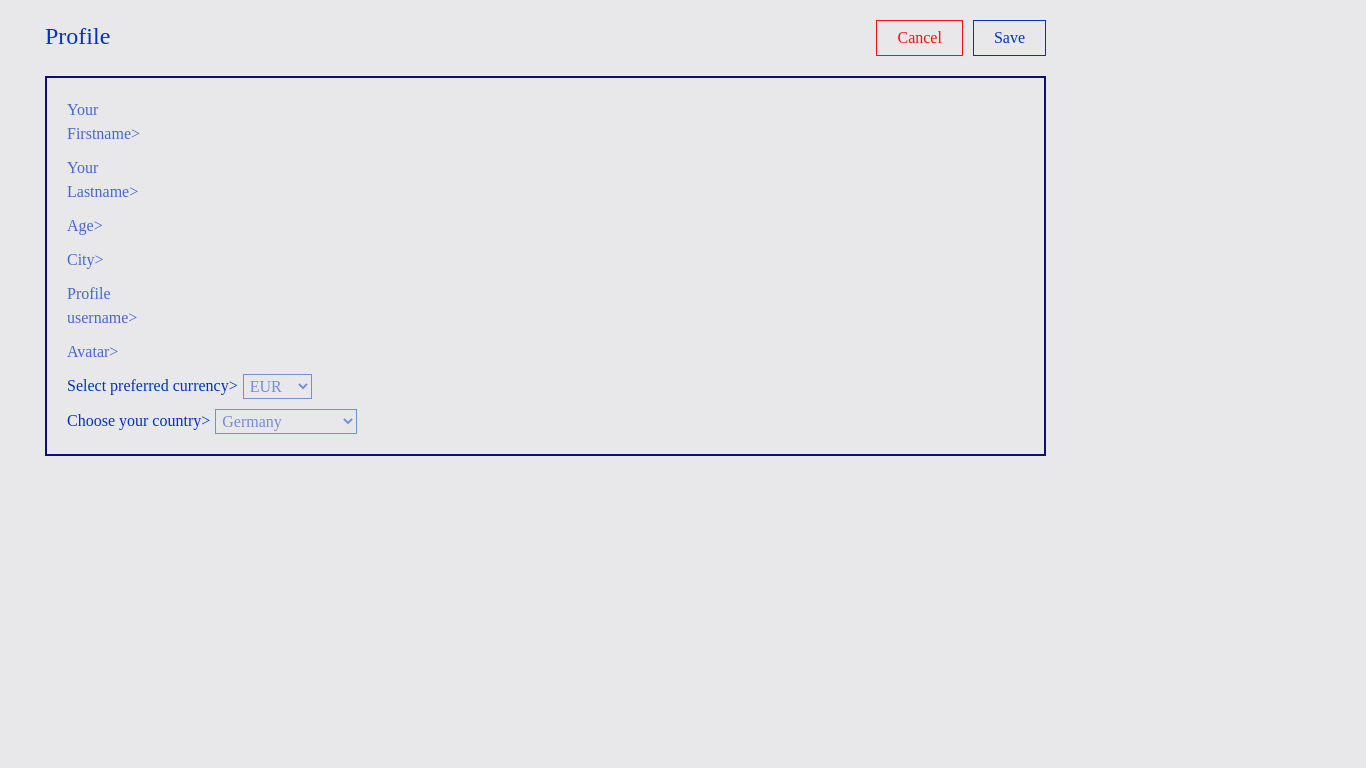 Profile
Cancel
Save
Your
Firstname>
Your
Lastname>
Age>
City>
Profile
username>
Avatar>
Select preferred currency> EUR
Choose your country> Germany